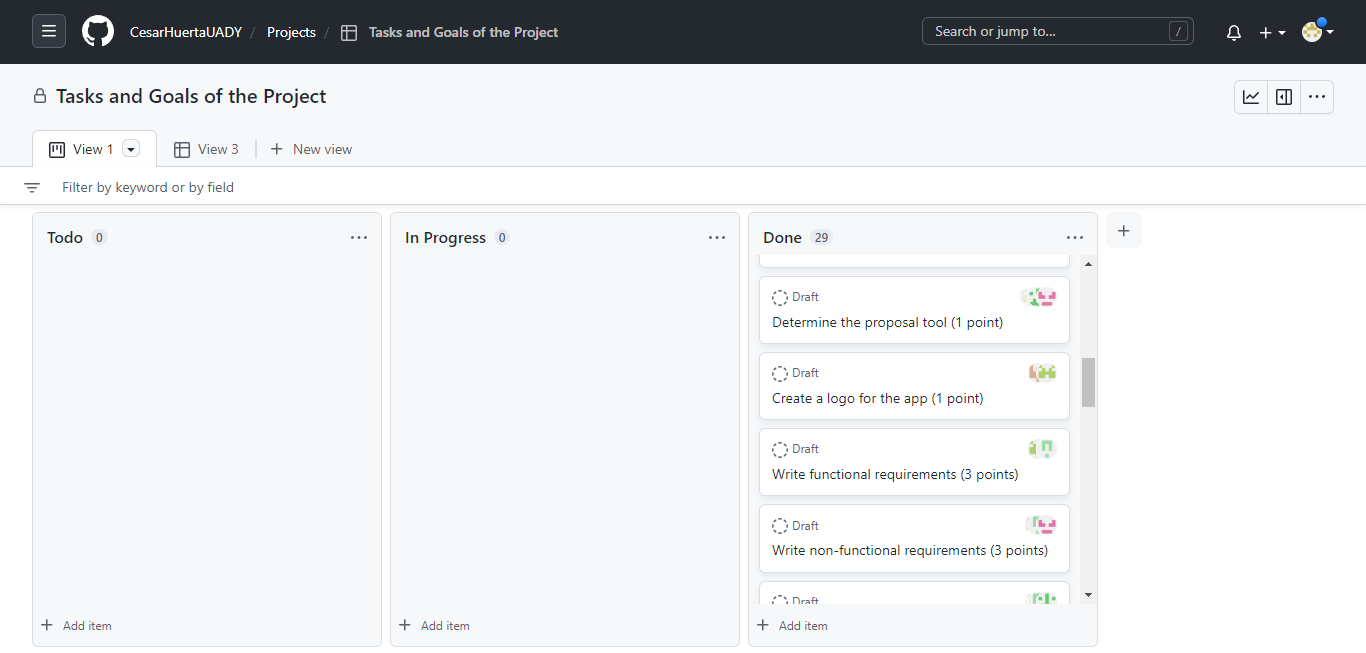 CesarHuertaUADY / Projects / Tasks and Goals of the Project
Search or jump to... /
Tasks and Goals of the Project
View 1
View 3
New view
Filter by keyword or by field
Todo 0
In Progress 0
Done 29
Draft
Determine the proposal tool (1 point)
Draft
Create a logo for the app (1 point)
Draft
Write functional requirements (3 points)
Draft
Write non-functional requirements (3 points)
Draft
+ Add item
+ Add item
+ Add item